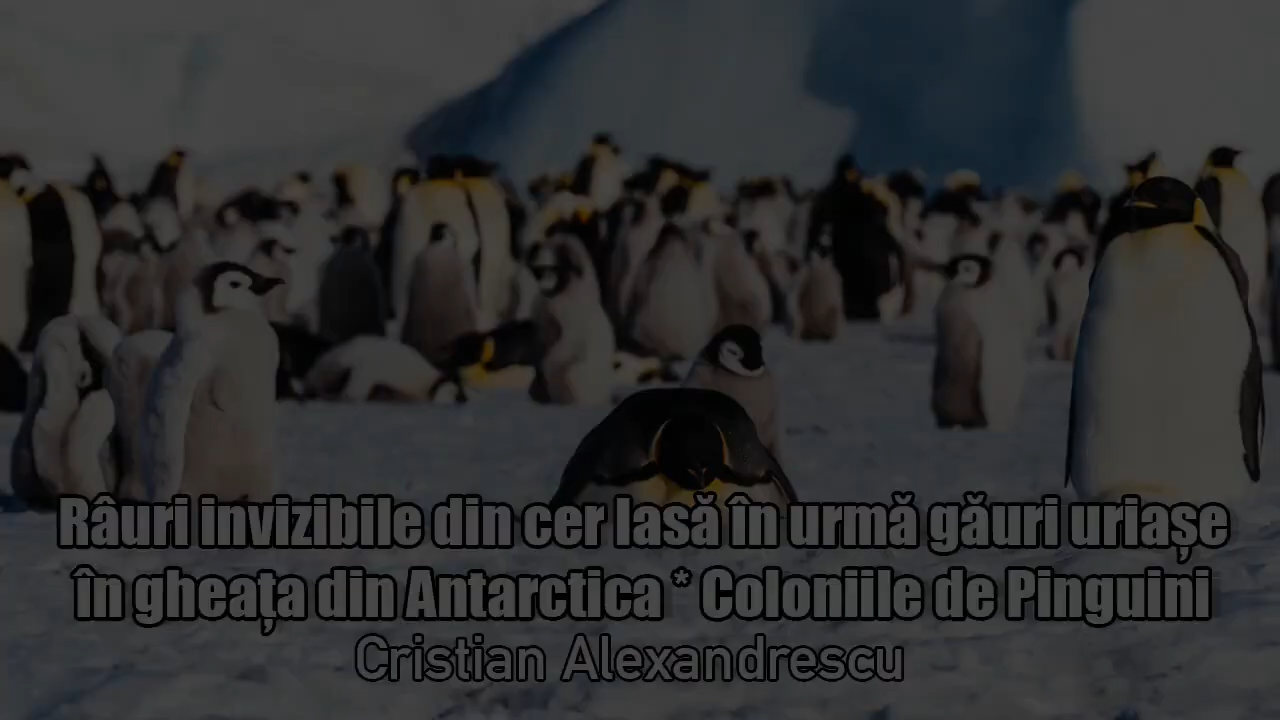 Râuri invizibile din cer lasă în urmă găuri uriașe
în gheața din Antarctica * Coloniile de Pinguini
Cristian Alexandrescu